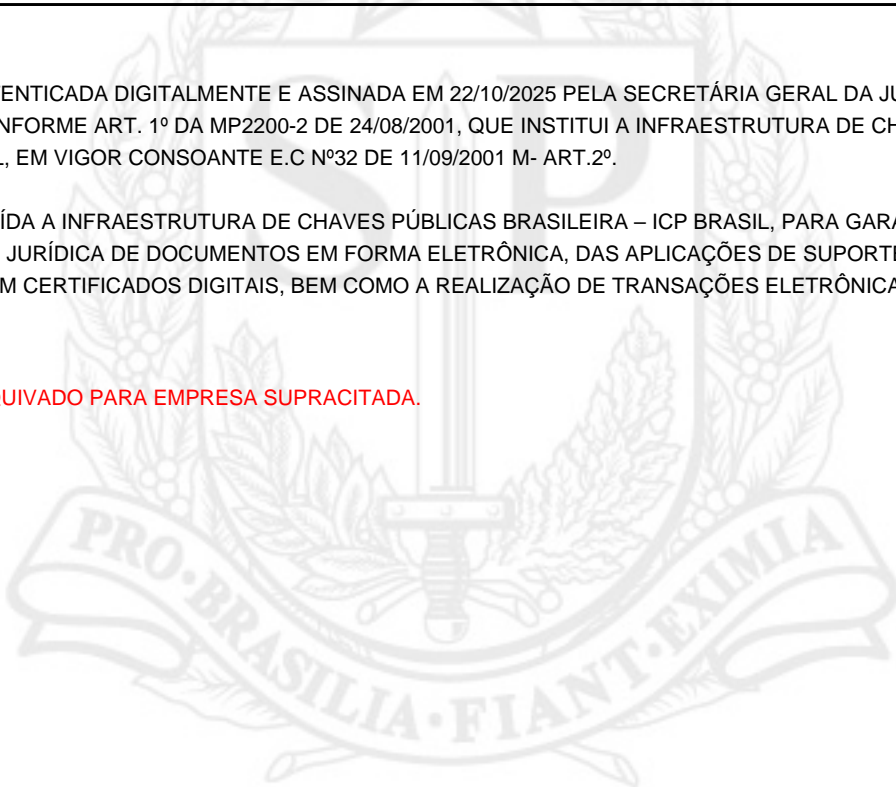 ENTICADA DIGITALMENTE E ASSINADA EM 22/10/2025 PELA SECRETÁRIA GERAL DA JU
NFORME ART. 1º DA MP2200-2 DE 24/08/2001, QUE INSTITUI A INFRAESTRUTURA DE CH
L, EM VIGOR CONSOANTE E.C Nº32 DE 11/09/2001 M- ART.2º.
ÍDA A INFRAESTRUTURA DE CHAVES PÚBLICAS BRASILEIRA – ICP BRASIL, PARA GARA
JURÍDICA DE DOCUMENTOS EM FORMA ELETRÔNICA, DAS APLICAÇÕES DE SUPORTE
M CERTIFICADOS DIGITAIS, BEM COMO A REALIZAÇÃO DE TRANSAÇÕES ELETRÔNICA
UIVADO PARA EMPRESA SUPRACITADA.
SP
PRO·BRASILIA·FIANT·EXIMIA